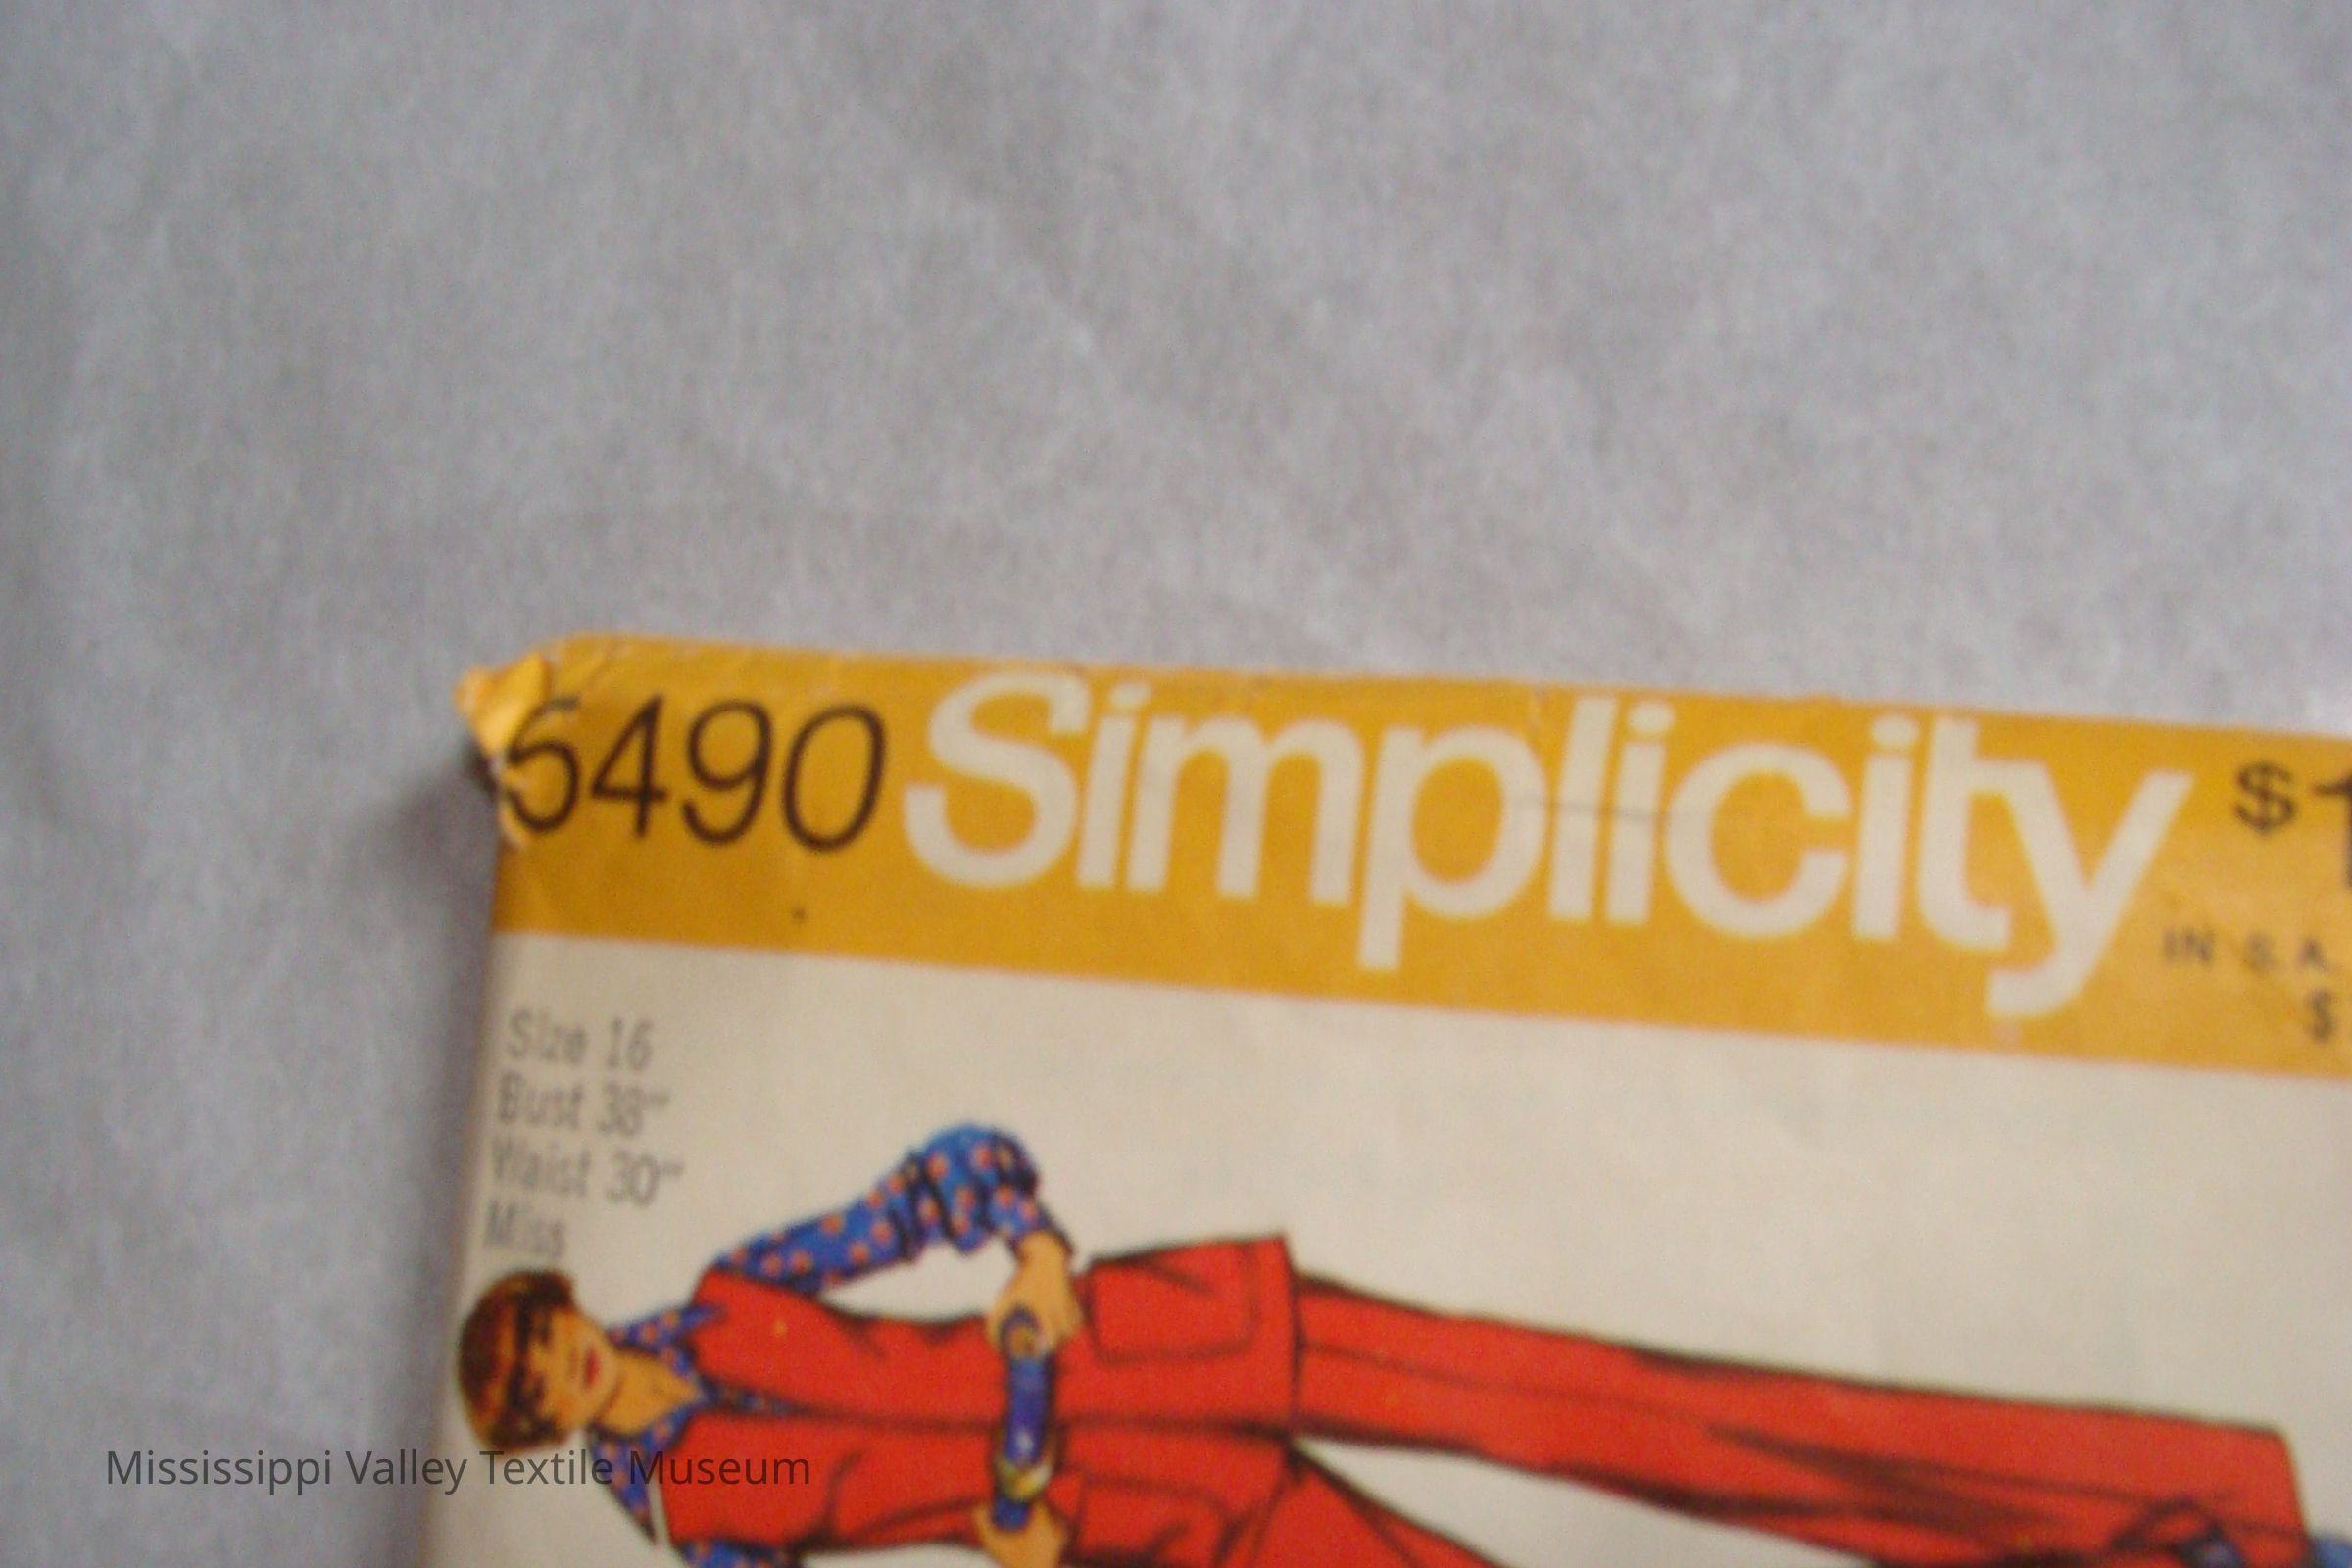 5490 Simplicity $1
IN S.A.
$
Size 16
Bust 38"
Waist 30"
Miss
Mississippi Valley Textile Museum